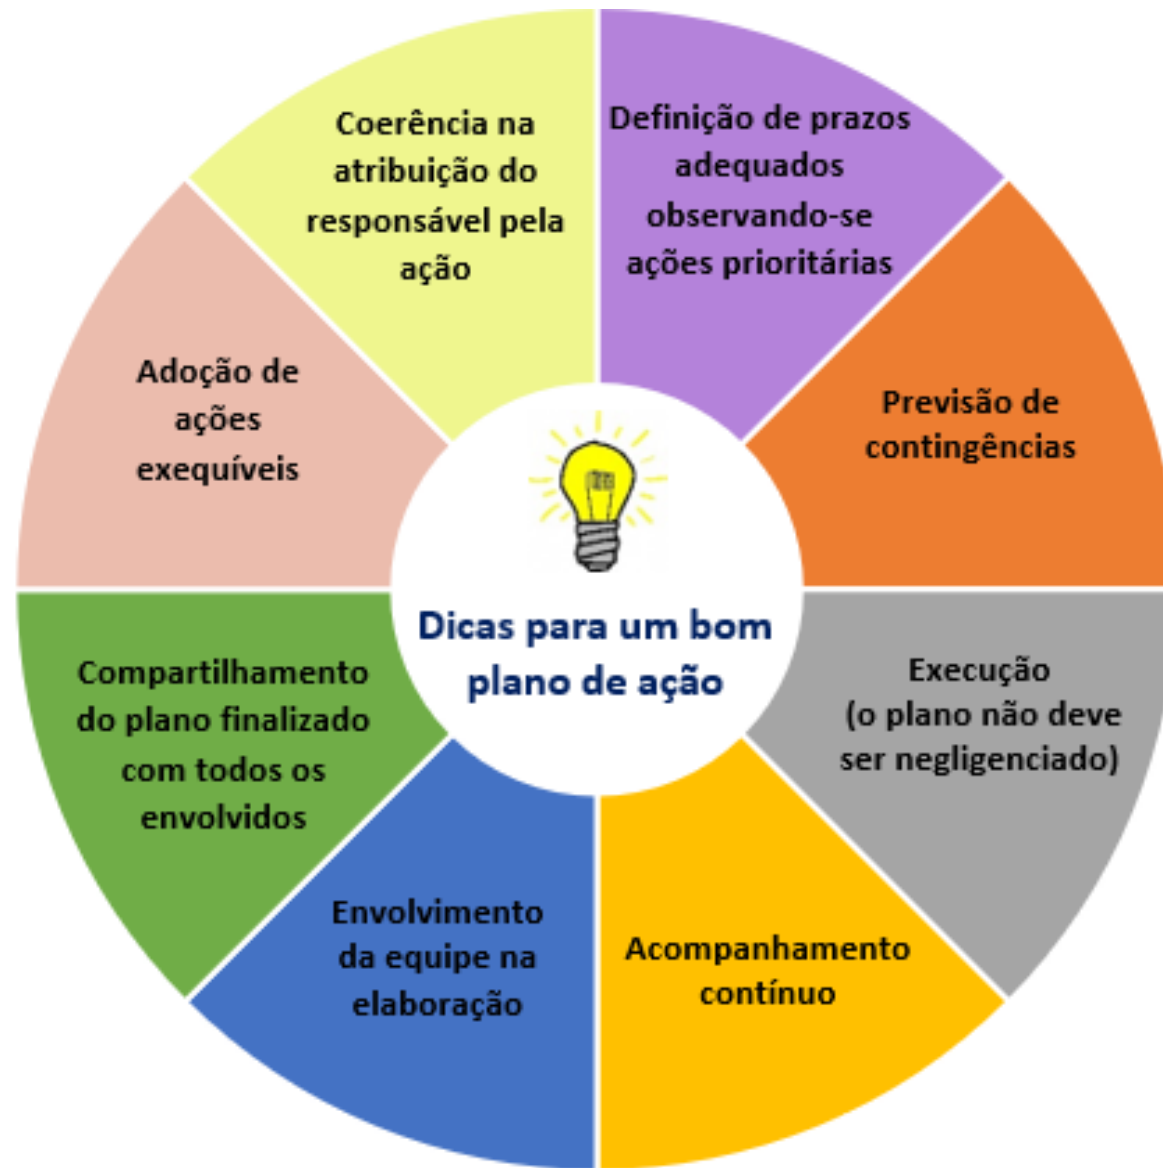 Coerência na
atribuição do
responsável pela
ação
Definição de prazos
adequados
observando-se
ações prioritárias
Previsão de
contingências
Execução
(o plano não deve
ser negligenciado)
Acompanhamento
contínuo
Envolvimento
da equipe na
elaboração
Compartilhamento
do plano finalizado
com todos os
envolvidos
Adoção de
ações
exequíveis
Dicas para um bom
plano de ação